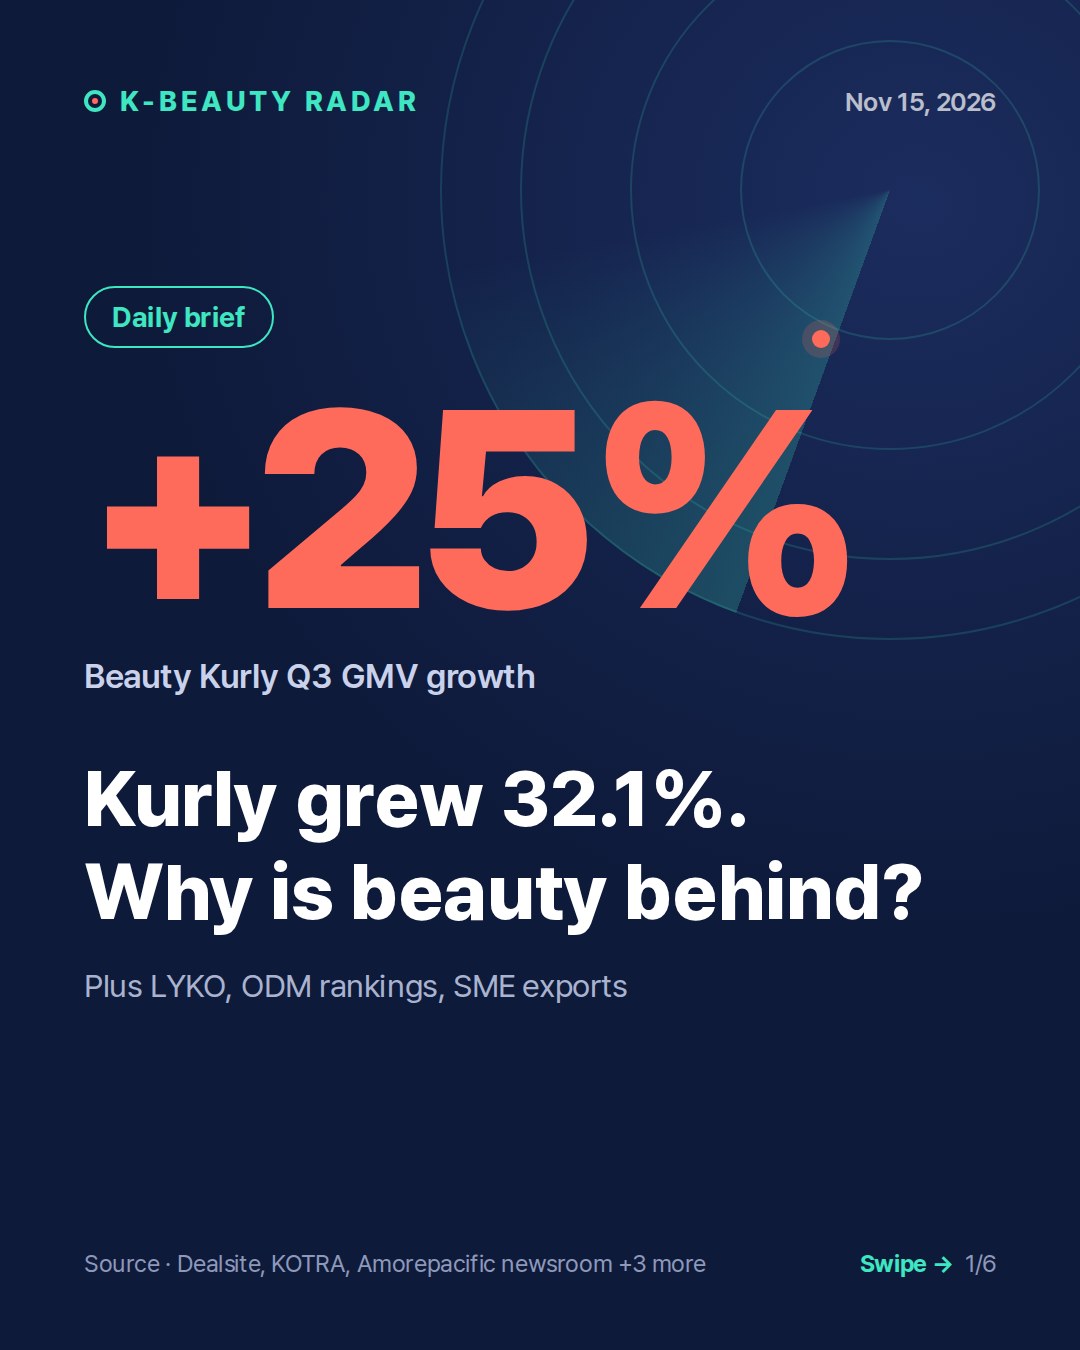 K-BEAUTY RADAR
Nov 15, 2026
Daily brief
+25%
Beauty Kurly Q3 GMV growth
Kurly grew 32.1%.
Why is beauty behind?
Plus LYKO, ODM rankings, SME exports
Source · Dealsite, KOTRA, Amorepacific newsroom +3 more
Swipe → 1/6